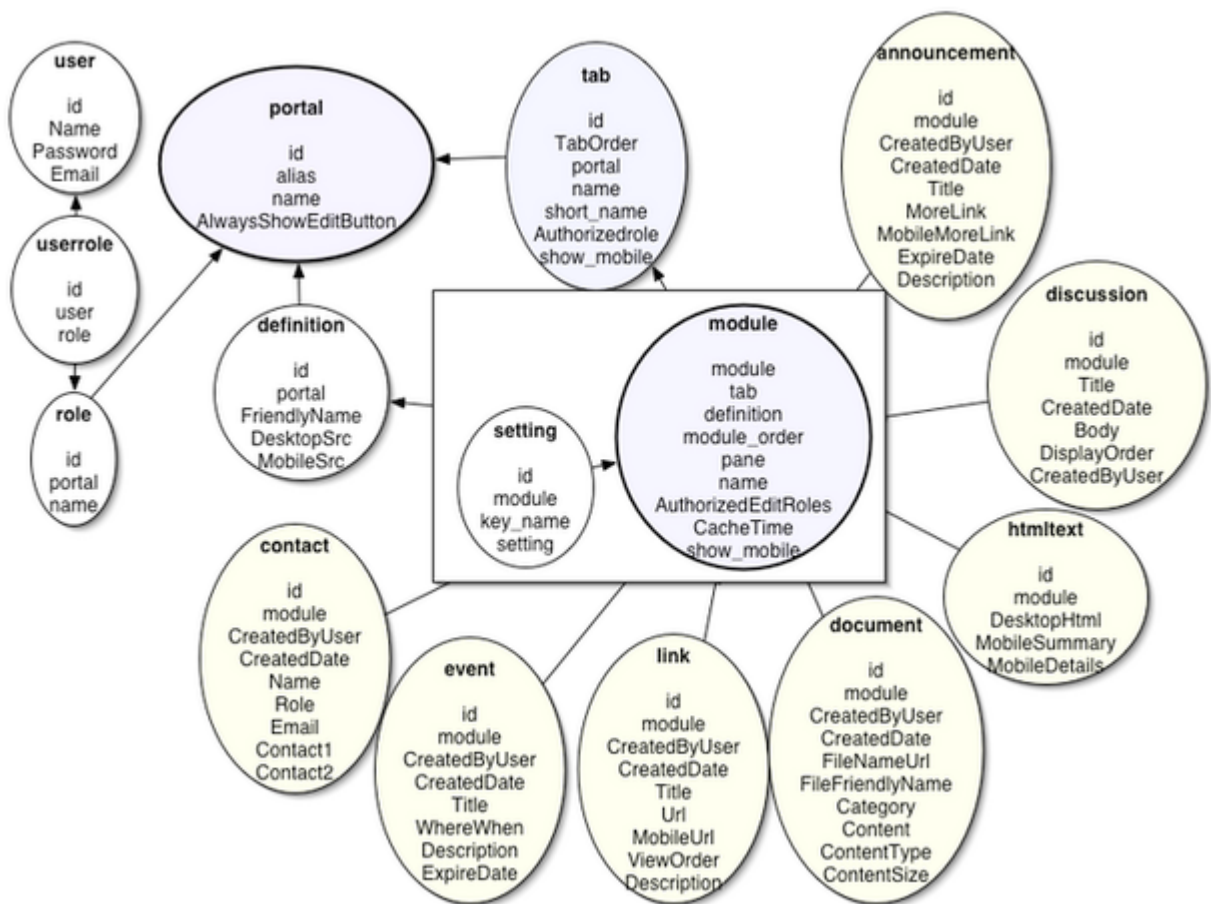 user
id
Name
Password
Email
portal
id
alias
name
AlwaysShowEditButton
tab
id
TabOrder
portal
name
short_name
Authorizedrole
show_mobile
announcement
id
module
CreatedByUser
CreatedDate
Title
MoreLink
MobileMoreLink
ExpireDate
Description
userrole
id
user
role
definition
id
portal
FriendlyName
DesktopSrc
MobileSrc
module
module
tab
definition
module_order
pane
name
AuthorizedEditRoles
CacheTime
show_mobile
discussion
id
module
Title
CreatedDate
Body
DisplayOrder
CreatedByUser
role
id
portal
name
setting
id
module
key_name
setting
htmltext
id
module
DesktopHtml
MobileSummary
MobileDetails
contact
id
module
CreatedByUser
CreatedDate
Name
Role
Email
Contact1
Contact2
event
id
module
CreatedByUser
CreatedDate
Title
WhereWhen
Description
ExpireDate
link
id
module
CreatedByUser
CreatedDate
Title
Url
MobileUrl
ViewOrder
Description
document
id
module
CreatedByUser
CreatedDate
FileNameUrl
FileFriendlyName
Category
Content
ContentType
ContentSize